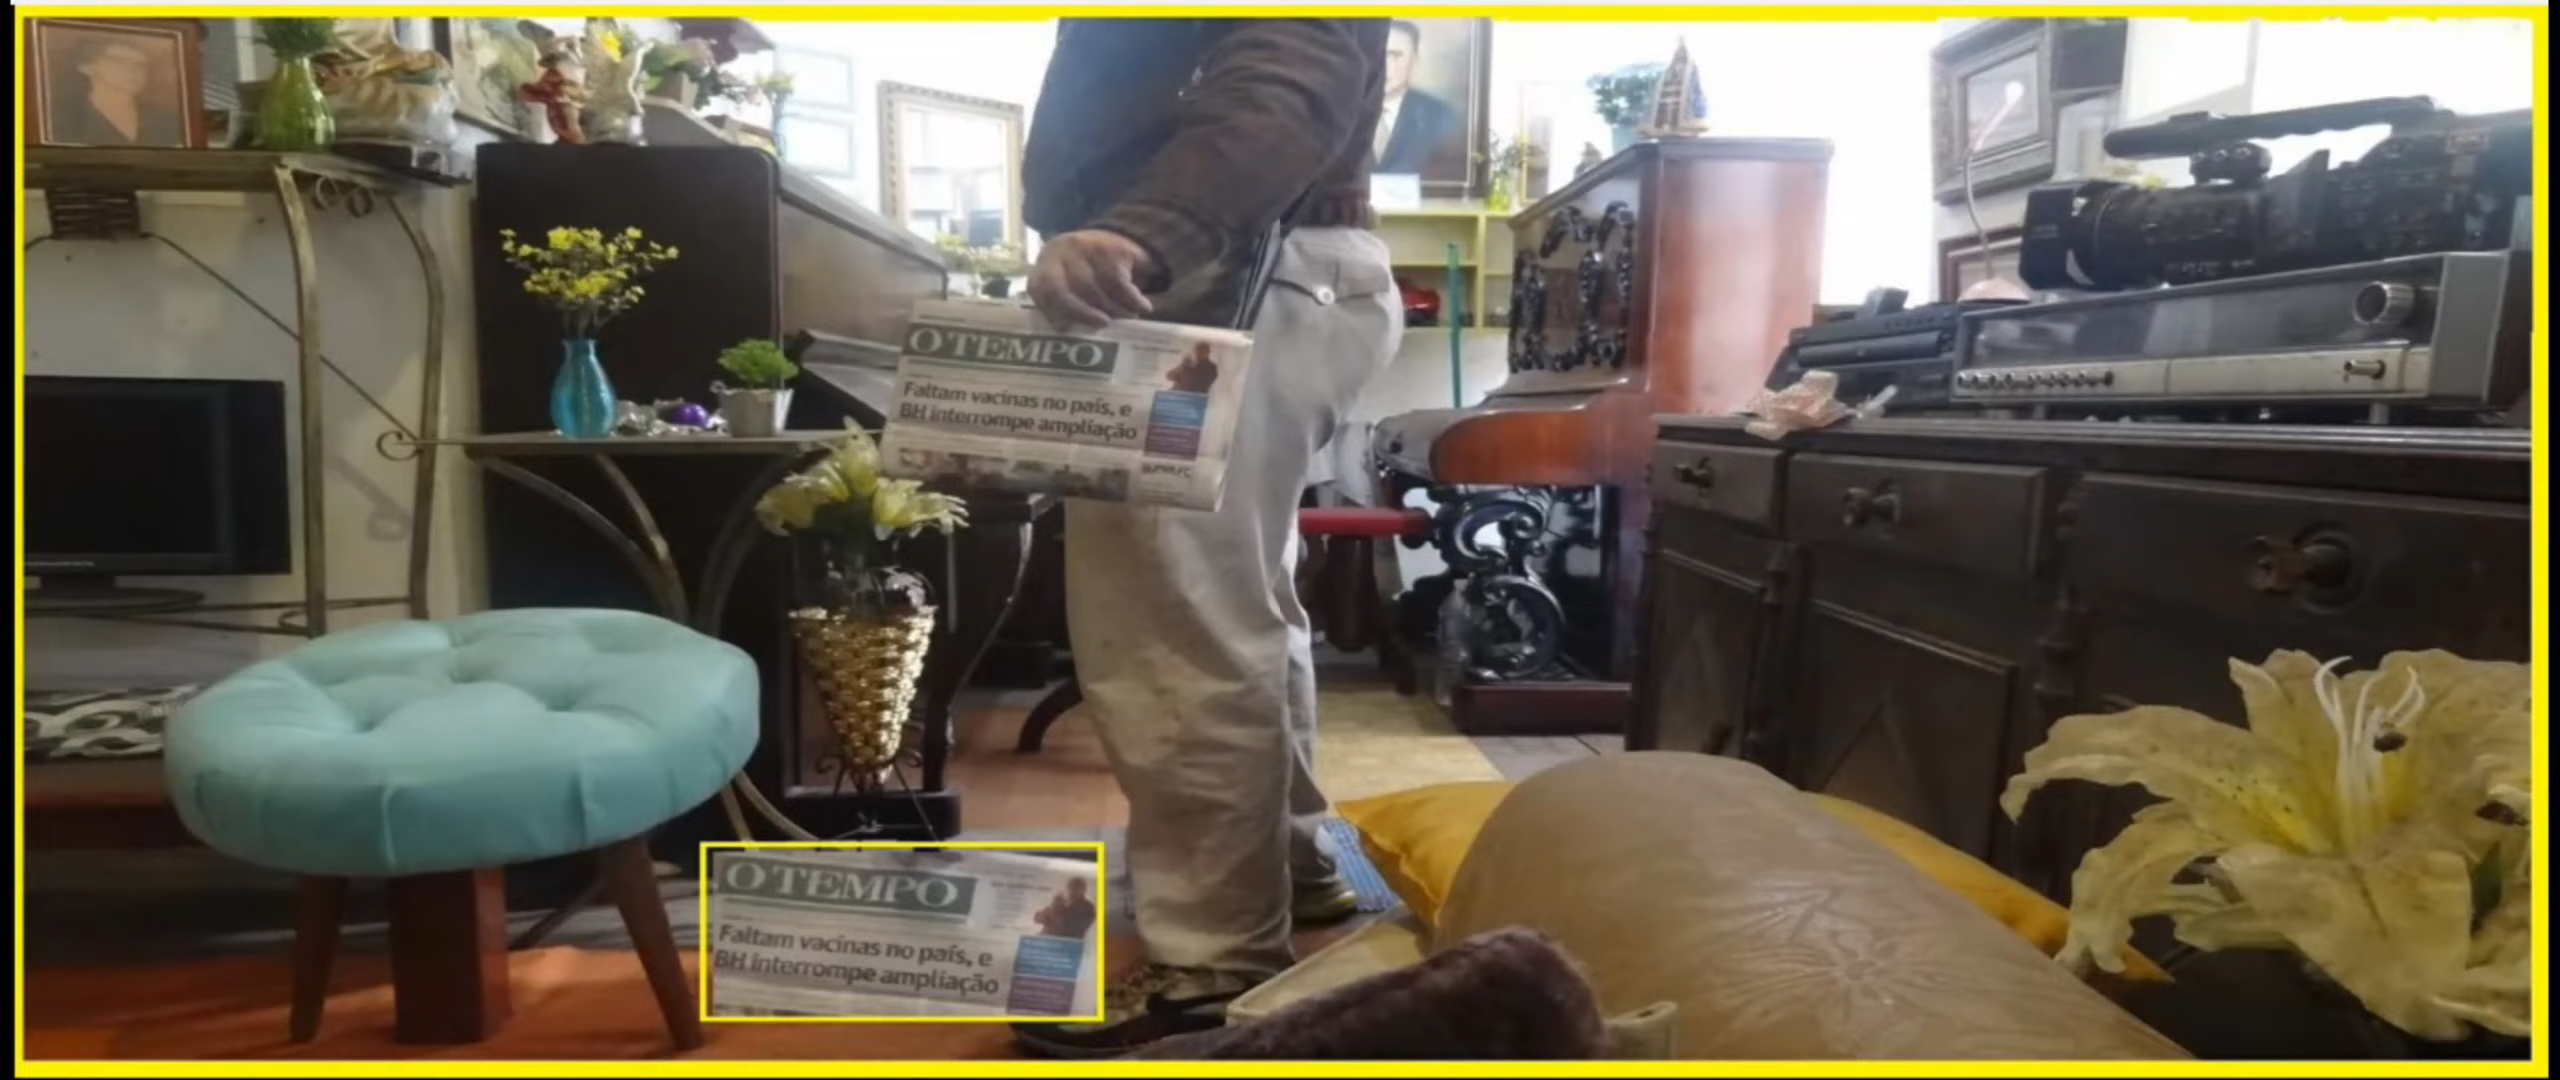 O TEMPO
Faltam vacinas no país, e
BH interrompe ampliação
O TEMPO
Faltam vacinas no país, e
BH interrompe ampliação